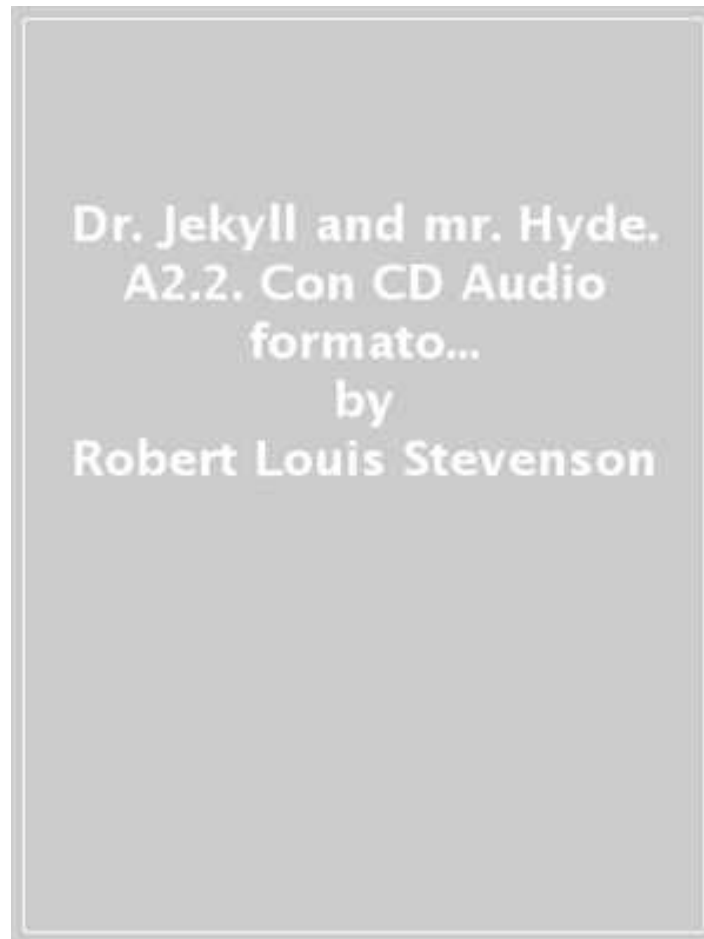 Dr. Jekyll and mr. Hyde.
A2.2. Con CD Audio
formato...
by
Robert Louis Stevenson